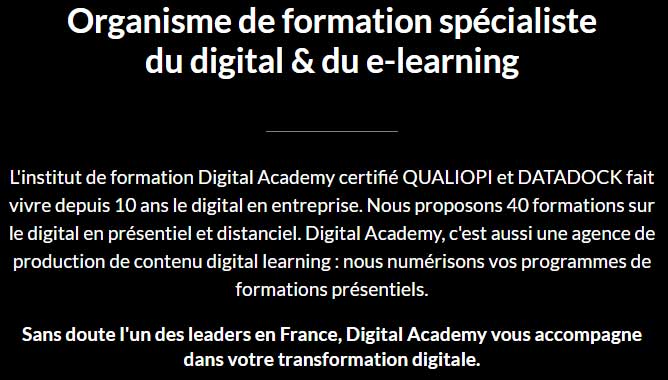 Organisme de formation spécialiste
du digital & du e-learning
L'institut de formation Digital Academy certifié QUALIOPI et DATADOCK fait
vivre depuis 10 ans le digital en entreprise. Nous proposons 40 formations sur
le digital en présentiel et distanciel. Digital Academy, c'est aussi une agence de
production de contenu digital learning : nous numérisons vos programmes de
formations présentiels.
Sans doute l'un des leaders en France, Digital Academy vous accompagne
dans votre transformation digitale.